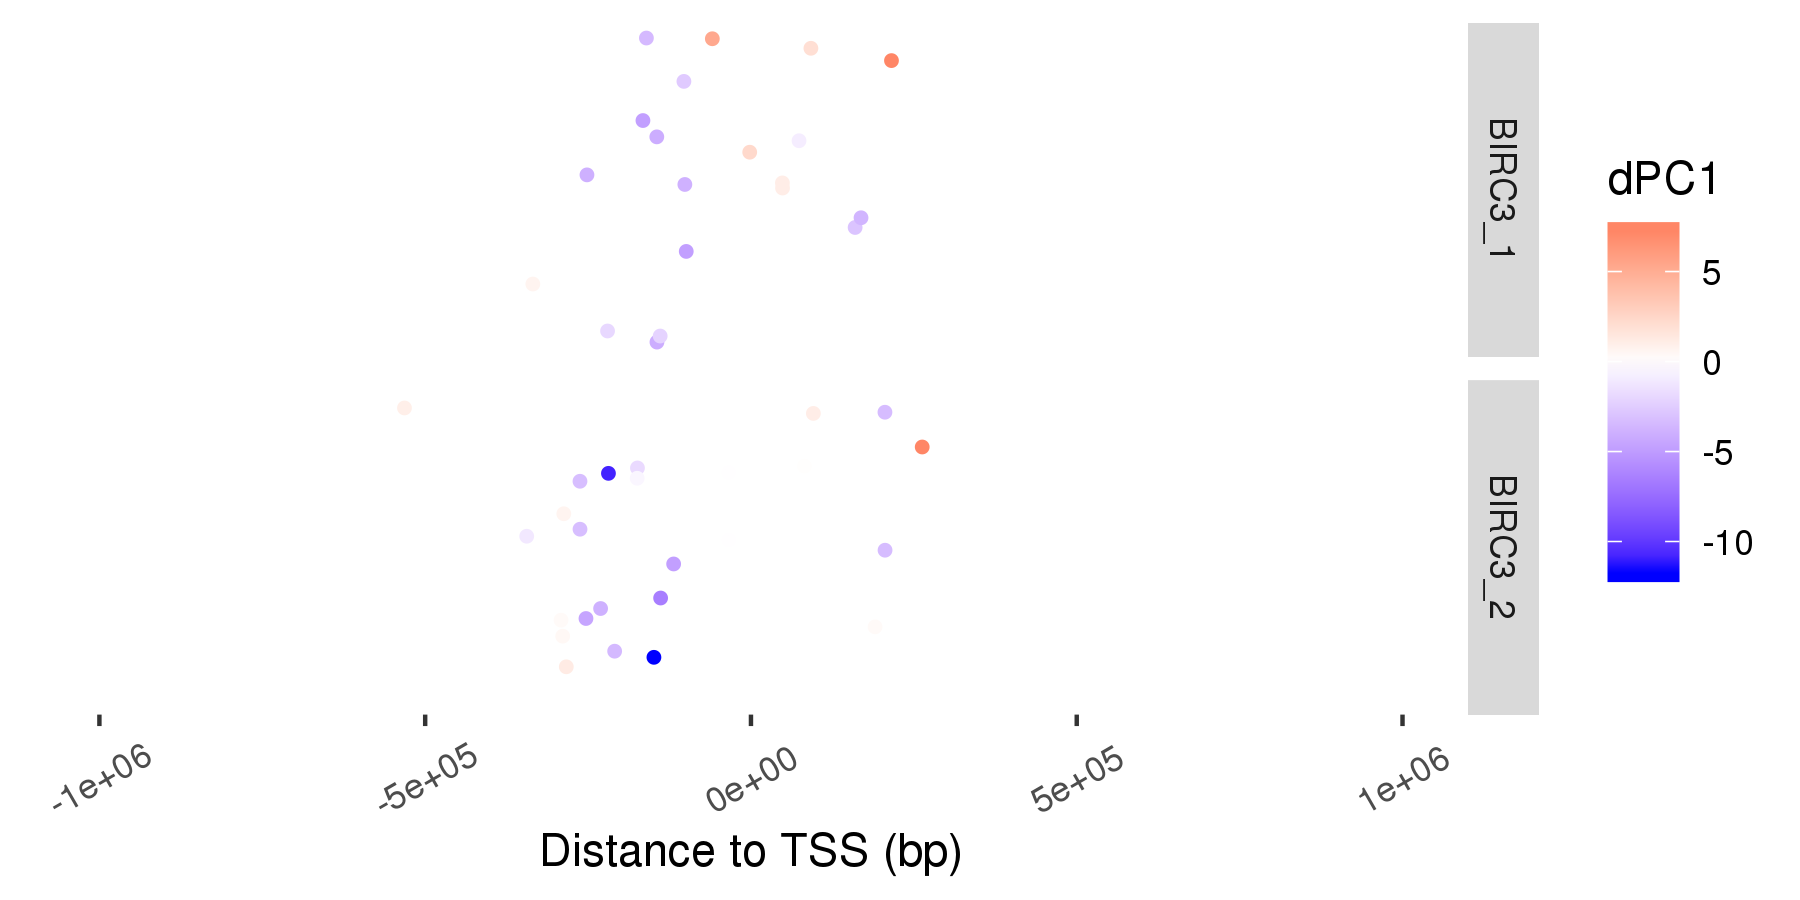 BIRC3_1
BIRC3_2
dPC1
5
0
-5
-10
-1e+06
-5e+05
0e+00
5e+05
1e+06
Distance to TSS (bp)